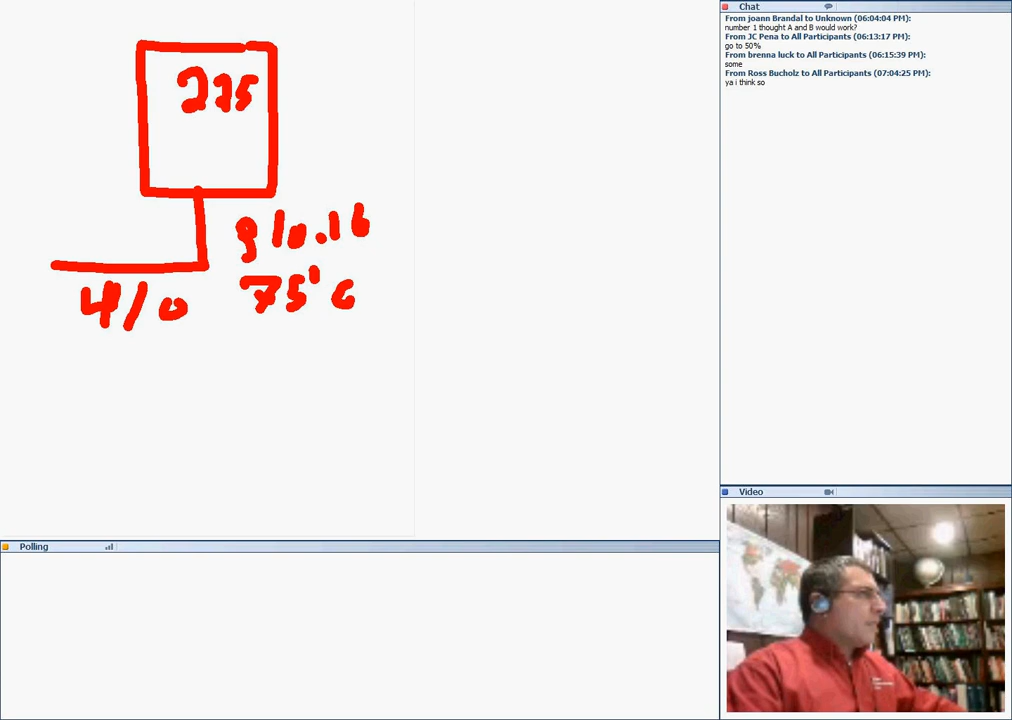 225
310.16
75° C
4/0
Chat
From joann Brandal to Unknown (06:04:04 PM):
number 1 thought A and B would work?
From JC Pena to All Participants (06:13:17 PM):
go to 50%
From brenna luck to All Participants (06:15:39 PM):
some
From Ross Bucholz to All Participants (07:04:25 PM):
ya i think so
Video
Polling